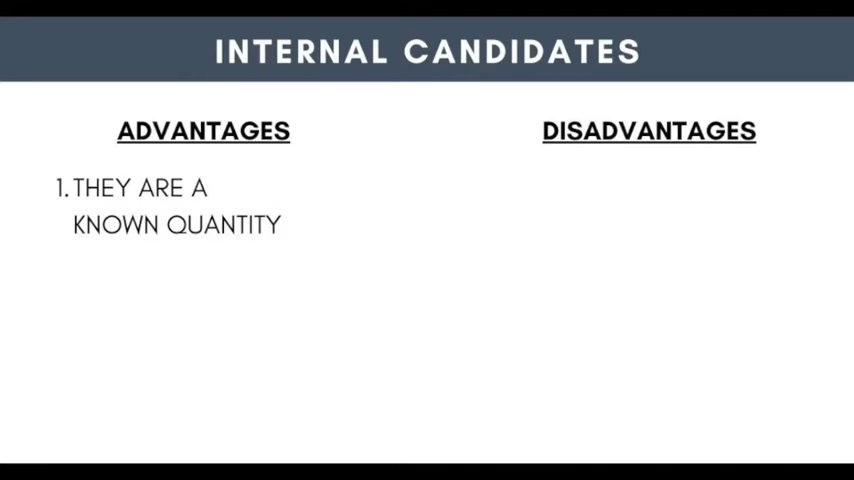 INTERNAL CANDIDATES
ADVANTAGES
DISADVANTAGES
1. THEY ARE A
KNOWN QUANTITY